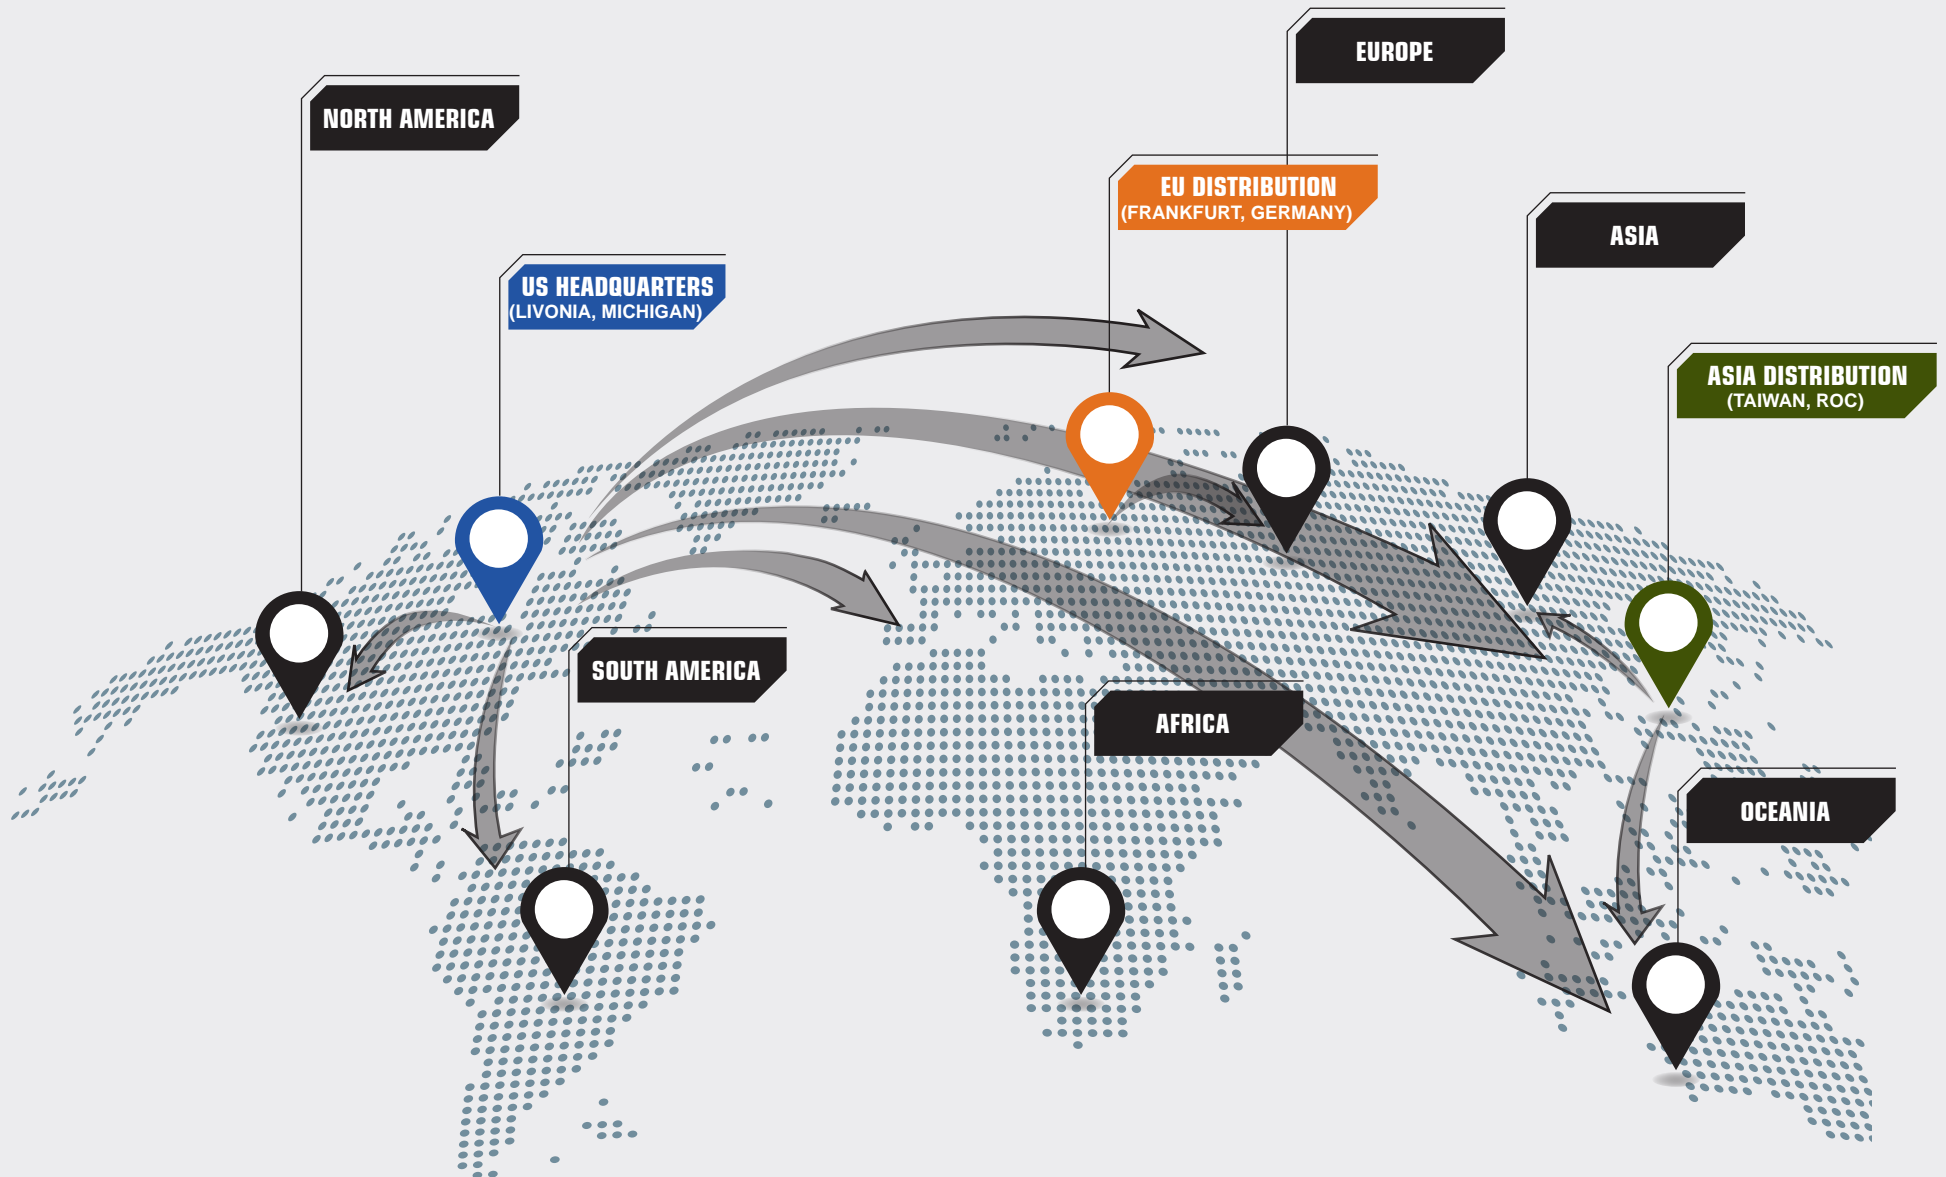 EUROPE
NORTH AMERICA
EU DISTRIBUTION
(FRANKFURT, GERMANY)
ASIA
US HEADQUARTERS
(LIVONIA, MICHIGAN)
ASIA DISTRIBUTION
(TAIWAN, ROC)
SOUTH AMERICA
AFRICA
OCEANIA